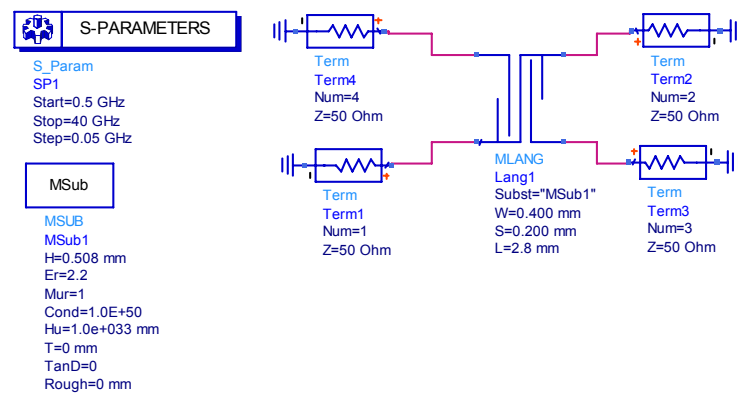 S-PARAMETERS
S_Param
SP1
Start=0.5 GHz
Stop=40 GHz
Step=0.05 GHz
MSub
MSUB
MSub1
H=0.508 mm
Er=2.2
Mur=1
Cond=1.0E+50
Hu=1.0e+033 mm
T=0 mm
TanD=0
Rough=0 mm
Term
Term4
Num=4
Z=50 Ohm
Term
Term1
Num=1
Z=50 Ohm
MLANG
Lang1
Subst="MSub1"
W=0.400 mm
S=0.200 mm
L=2.8 mm
Term
Term2
Num=2
Z=50 Ohm
Term
Term3
Num=3
Z=50 Ohm